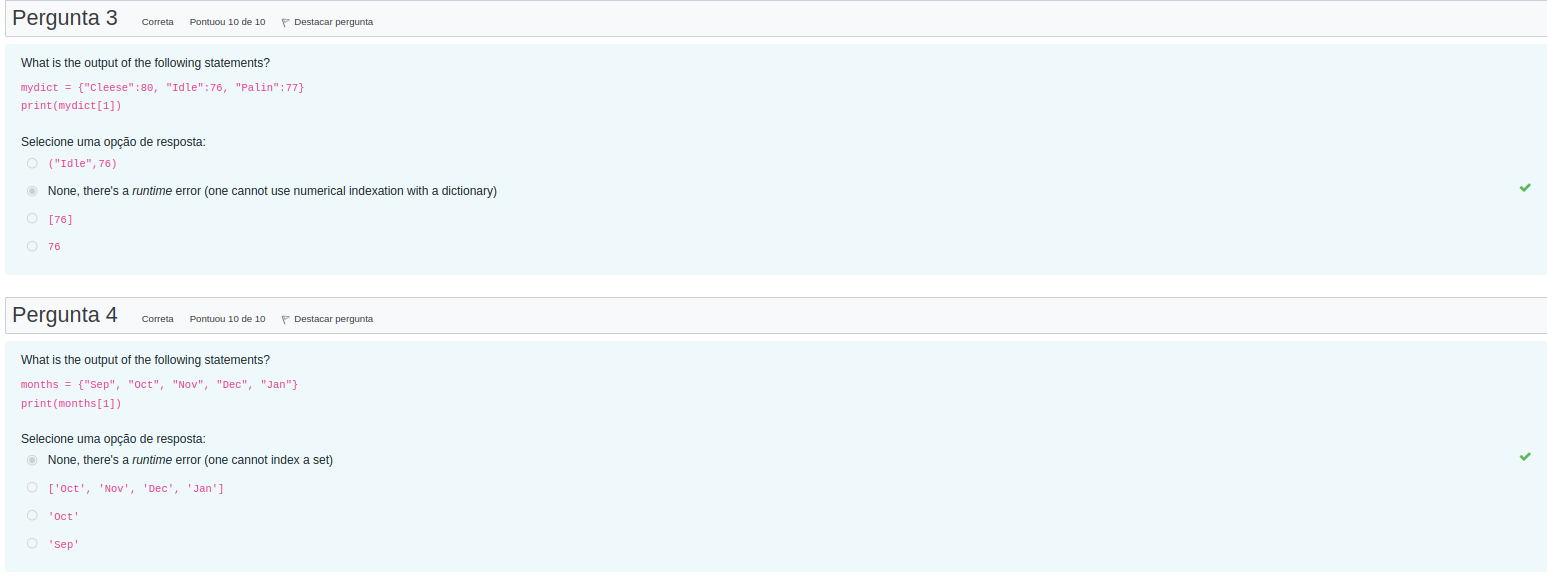 Pergunta 3 Correta Pontuou 10 de 10 Destacar pergunta
What is the output of the following statements?
mydict = {"Cleese":80, "Idle":76, "Palin":77}
print(mydict[1])
Selecione uma opção de resposta:
("Idle",76)
None, there's a runtime error (one cannot use numerical indexation with a dictionary)
[76]
76
Pergunta 4 Correta Pontuou 10 de 10 Destacar pergunta
What is the output of the following statements?
months = {"Sep", "Oct", "Nov", "Dec", "Jan"}
print(months[1])
Selecione uma opção de resposta:
None, there's a runtime error (one cannot index a set)
['Oct', 'Nov', 'Dec', 'Jan']
'Oct'
'Sep'